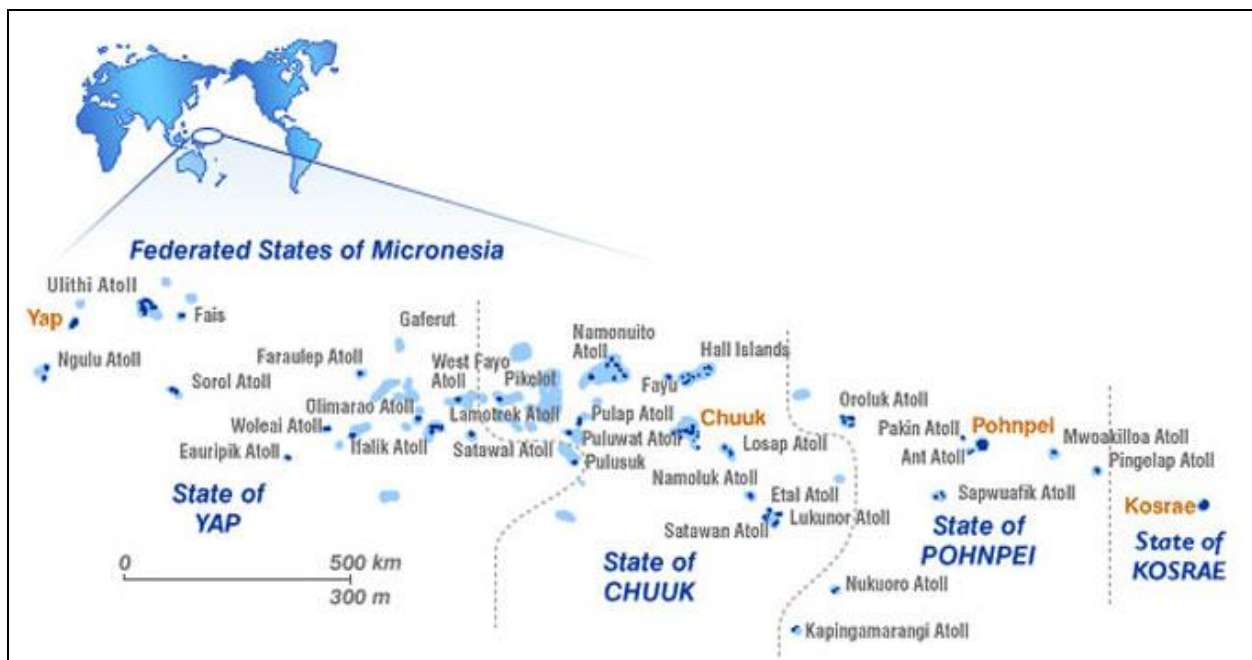 Federated States of Micronesia
Ulithi Atoll
Yap
Fais
Gaferut
Namonuito
Atoll
Hall Islands
Ngulu Atoll
Faraulep Atoll
West Fayo
Atoll
Pikelot
Fayu
Sorol Atoll
Olimarao Atoll
Lamotrek Atoll
Pulap Atoll
Chuuk
Oroluk Atoll
Woleai Atoll
Ifalik Atoll
Satawal Atoll
Puluwat Atoll
Losap Atoll
Pakin Atoll
Pohnpei
Mwoakilloa Atoll
Eauripik Atoll
Pulusuk
Ant Atoll
Pingelap Atoll
Namoluk Atoll
Etal Atoll
Sapwuafik Atoll
Kosrae
State of
YAP
Satawan Atoll
Lukunor Atoll
State of
POHNPEI
State of
KOSRAE
0
500 km
300 m
State of
CHUUK
Nukuoro Atoll
Kapingamarangi Atoll